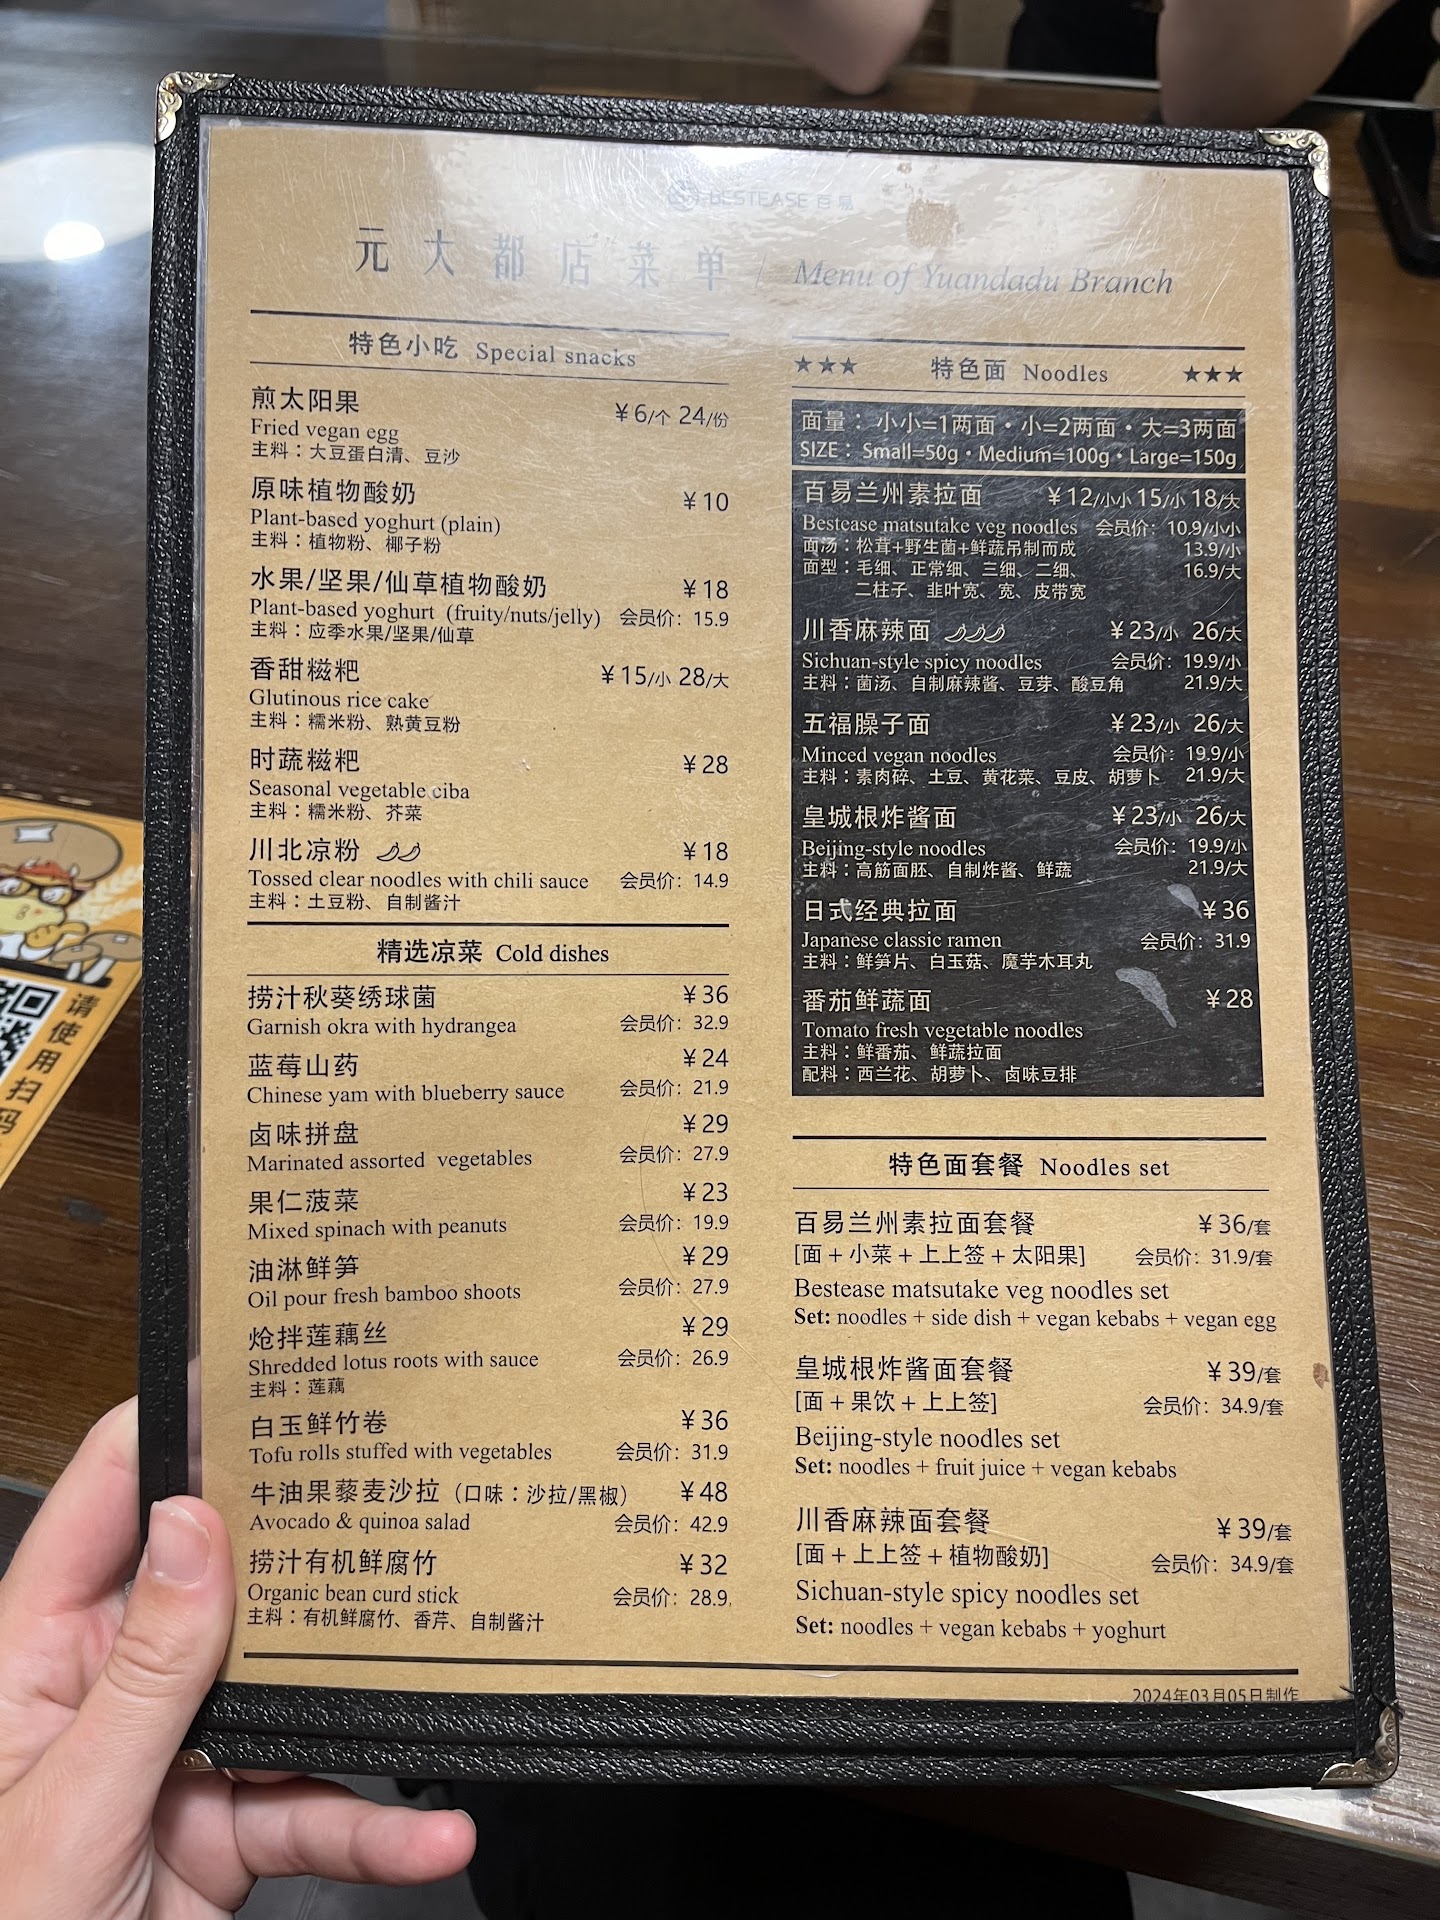 BESTEASE 百易
元大都店菜单 / Menu of Yuandadu Branch
特色小吃 Special snacks
煎太阳果 ¥6/个 24/份
Fried vegan egg
主料：大豆蛋白清、豆沙
原味植物酸奶 ¥10
Plant-based yoghurt (plain)
主料：植物粉、椰子粉
水果/坚果/仙草植物酸奶 ¥18
Plant-based yoghurt (fruity/nuts/jelly) 会员价：15.9
主料：应季水果/坚果/仙草
香甜糍粑 ¥15/小 28/大
Glutinous rice cake
主料：糯米粉、熟黄豆粉
时蔬糍粑 ¥28
Seasonal vegetable ciba
主料：糯米粉、芥菜
川北凉粉 ¥18
Tossed clear noodles with chili sauce 会员价：14.9
主料：土豆粉、自制酱汁
精选凉菜 Cold dishes
捞汁秋葵绣球菌 ¥36
Garnish okra with hydrangea 会员价：32.9
蓝莓山药 ¥24
Chinese yam with blueberry sauce 会员价：21.9
卤味拼盘 ¥29
Marinated assorted vegetables 会员价：27.9
果仁菠菜 ¥23
Mixed spinach with peanuts 会员价：19.9
油淋鲜笋 ¥29
Oil pour fresh bamboo shoots 会员价：27.9
炝拌莲藕丝 ¥29
Shredded lotus roots with sauce 会员价：26.9
主料：莲藕
白玉鲜竹卷 ¥36
Tofu rolls stuffed with vegetables 会员价：31.9
牛油果藜麦沙拉（口味：沙拉/黑椒） ¥48
Avocado & quinoa salad 会员价：42.9
捞汁有机鲜腐竹 ¥32
Organic bean curd stick 会员价：28.9
主料：有机鲜腐竹、香芹、自制酱汁
★★★ 特色面 Noodles ★★★
面量：小小=1两面・小=2两面・大=3两面
SIZE：Small=50g・Medium=100g・Large=150g
百易兰州素拉面 ¥12/小小 15/小 18/大
Bestease matsutake veg noodles 会员价：10.9/小小
面汤：松茸+野生菌+鲜蔬吊制而成 13.9/小
面型：毛细、正常细、三细、二细、 16.9/大
二柱子、韭叶宽、宽、皮带宽
川香麻辣面 ¥23/小 26/大
Sichuan-style spicy noodles 会员价：19.9/小
主料：菌汤、自制麻辣酱、豆芽、酸豆角 21.9/大
五福臊子面 ¥23/小 26/大
Minced vegan noodles 会员价：19.9/小
主料：素肉碎、土豆、黄花菜、豆皮、胡萝卜 21.9/大
皇城根炸酱面 ¥23/小 26/大
Beijing-style noodles 会员价：19.9/小
主料：高筋面胚、自制炸酱、鲜蔬 21.9/大
日式经典拉面 ¥36
Japanese classic ramen 会员价：31.9
主料：鲜笋片、白玉菇、魔芋木耳丸
番茄鲜蔬面 ¥28
Tomato fresh vegetable noodles
主料：鲜番茄、鲜蔬拉面
配料：西兰花、胡萝卜、卤味豆排
特色面套餐 Noodles set
百易兰州素拉面套餐 ¥36/套
[面+小菜+上上签+太阳果] 会员价：31.9/套
Bestease matsutake veg noodles set
Set: noodles + side dish + vegan kebabs + vegan egg
皇城根炸酱面套餐 ¥39/套
[面+果饮+上上签] 会员价：34.9/套
Beijing-style noodles set
Set: noodles + fruit juice + vegan kebabs
川香麻辣面套餐 ¥39/套
[面+上上签+植物酸奶] 会员价：34.9/套
Sichuan-style spicy noodles set
Set: noodles + vegan kebabs + yoghurt
2024年03月05日制作
请使用扫码